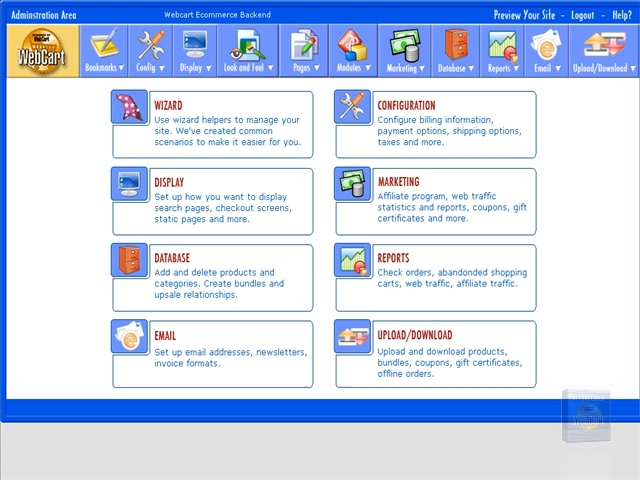 Adminstration Area
Webcart Ecommerce Backend
Preview Your Site - Logout - Help?
WebCart
Bookmarks
Config
Display
Look and Feel
Pages
Modules
Marketing
Database
Reports
Email
Upload/Download
WIZARD
Use wizard helpers to manage your
site. We've created common
scenarios to make it easier for you.
CONFIGURATION
Configure billing information,
payment options, shipping options,
taxes and more.
DISPLAY
Set up how you want to display
search pages, checkout screens,
static pages and more.
MARKETING
Affiliate program, web traffic
statistics and reports, coupons, gift
certificates and more.
DATABASE
Add and delete products and
categories. Create bundles and
upsale relationships.
REPORTS
Check orders, abandonded shopping
carts, web traffic, affiliate traffic.
EMAIL
Set up email addresses, newsletters,
invoice formats.
UPLOAD/DOWNLOAD
Upload and download products,
bundles, coupons, gift certificates,
offline orders.